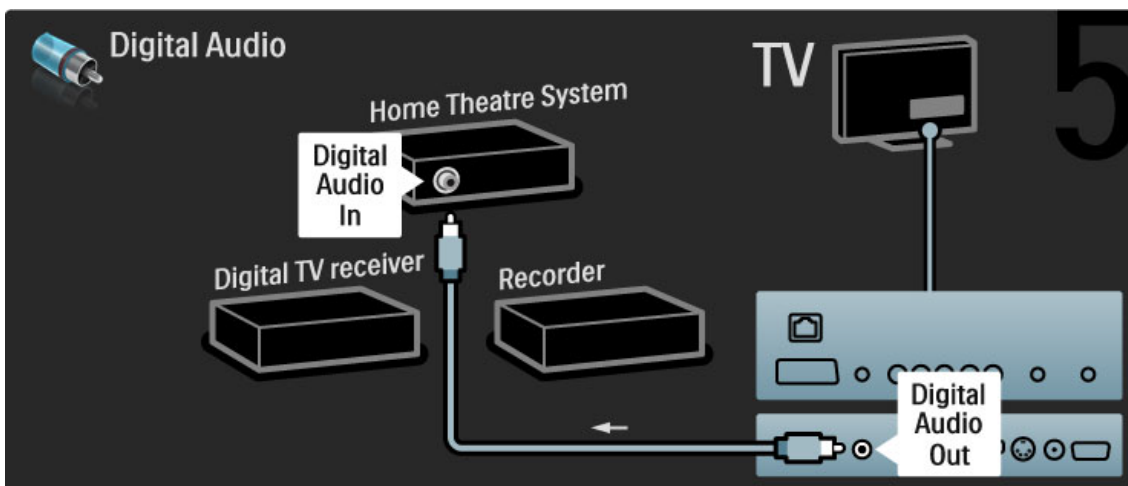 Digital Audio
TV
5
Home Theatre System
Digital
Audio
In
Digital TV receiver
Recorder
Digital
Audio
Out